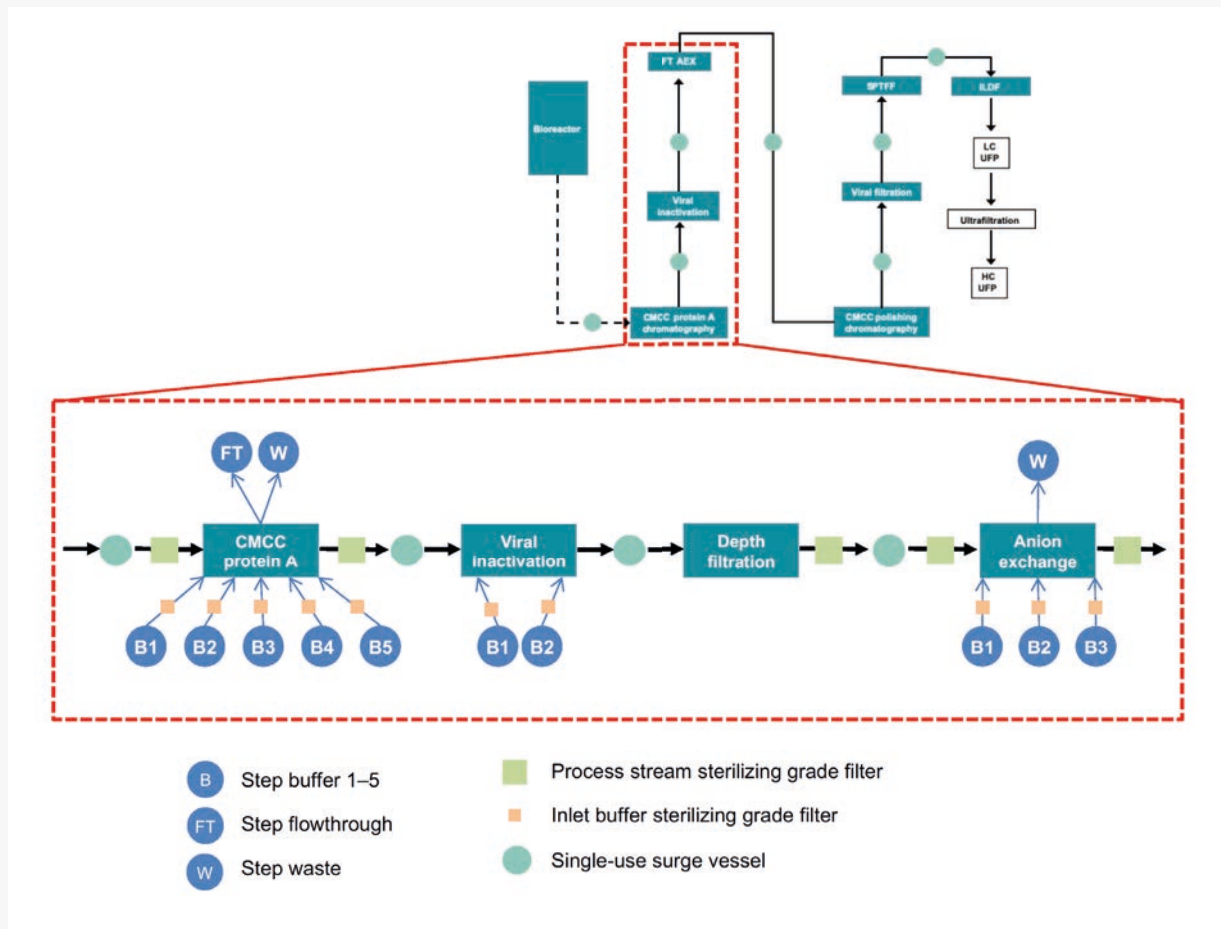 FT AEX
SPTFF
ILDF
Bioreactor
LC
UFP
Viral
inactivation
Viral filtration
Ultrafiltration
HC
UFP
CMCC protein A
chromatography
CMCC polishing
chromatography
FT
W
W
CMCC
protein A
Viral
inactivation
Depth
filtration
Anion
exchange
B1
B2
B3
B4
B5
B1
B2
B1
B2
B3
B
Step buffer 1–5
Process stream sterilizing grade filter
FT
Step flowthrough
Inlet buffer sterilizing grade filter
W
Step waste
Single-use surge vessel